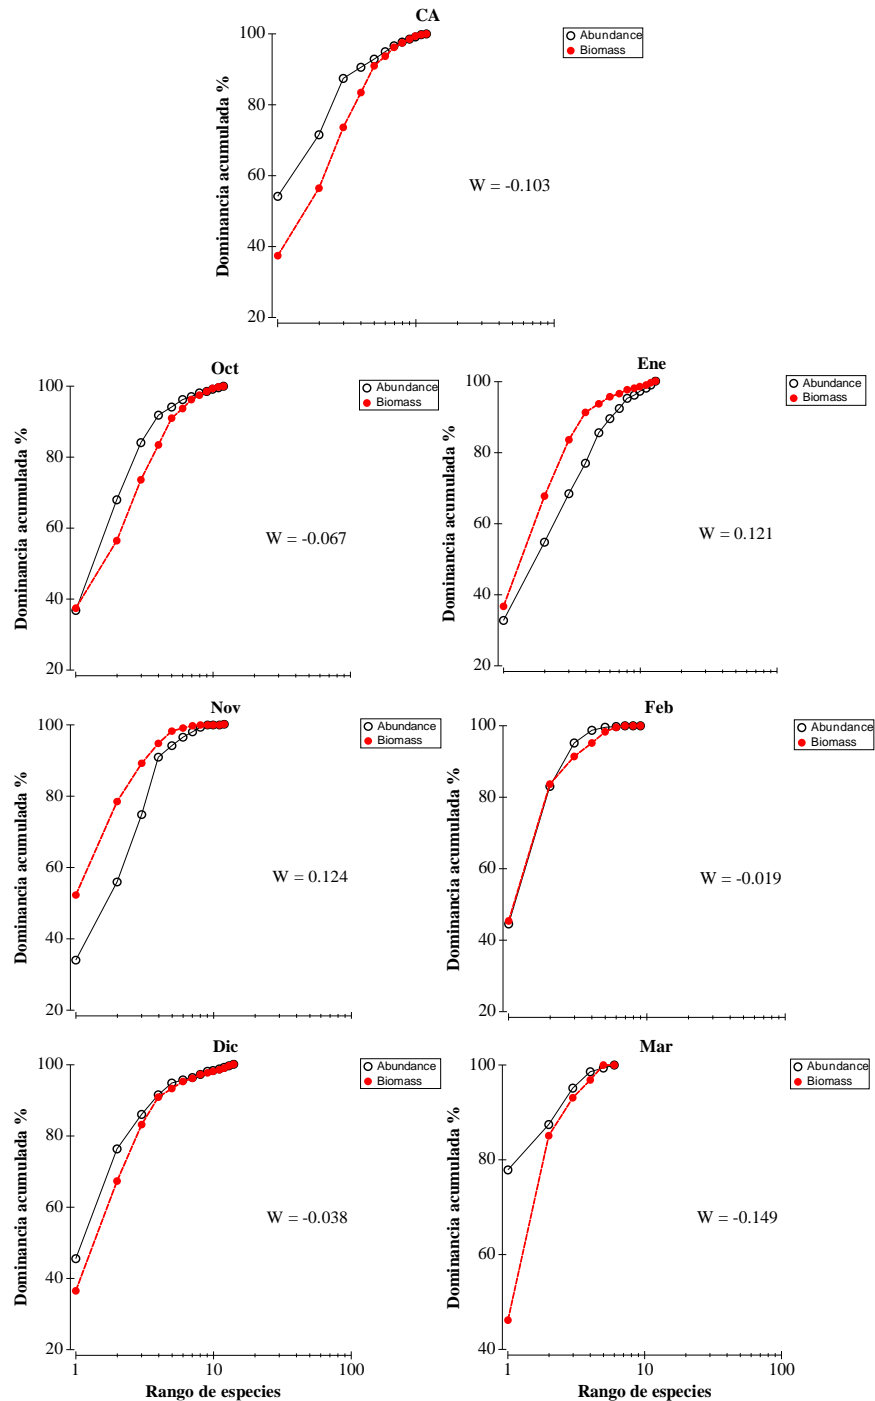 CA
Abundance
Biomass
100
80
60
40
20
Dominancia acumulada %
W = -0.103
Oct
Abundance
Biomass
100
80
60
40
20
Dominancia acumulada %
W = -0.067
Ene
Abundance
Biomass
100
80
60
40
20
Dominancia acumulada %
W = 0.121
Nov
Abundance
Biomass
100
80
60
40
20
Dominancia acumulada %
W = 0.124
Feb
Abundance
Biomass
100
80
60
40
20
Dominancia acumulada %
W = -0.019
Dic
Abundance
Biomass
100
80
60
40
20
Dominancia acumulada %
W = -0.038
1 10 100
Rango de especies
Mar
Abundance
Biomass
100
80
60
40
Dominancia acumulada %
W = -0.149
1 10 100
Rango de especies